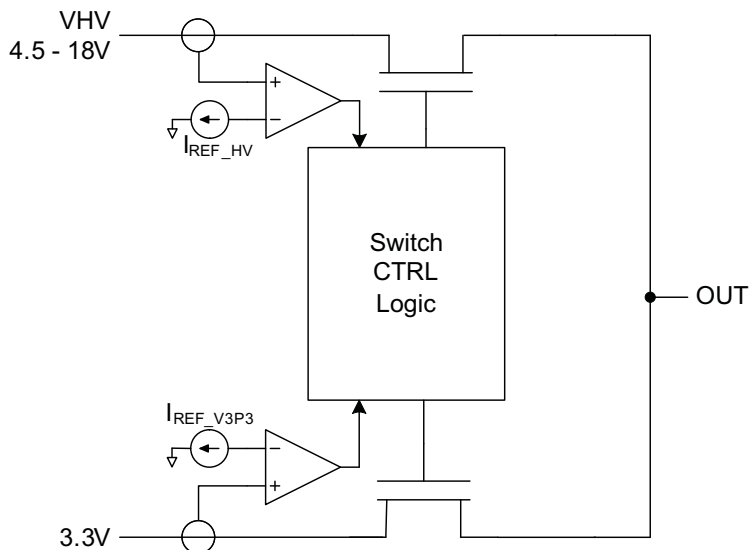 VHV
4.5 - 18V
+
−
IREF_HV
Switch
CTRL
Logic
OUT
IREF_V3P3
−
+
3.3V